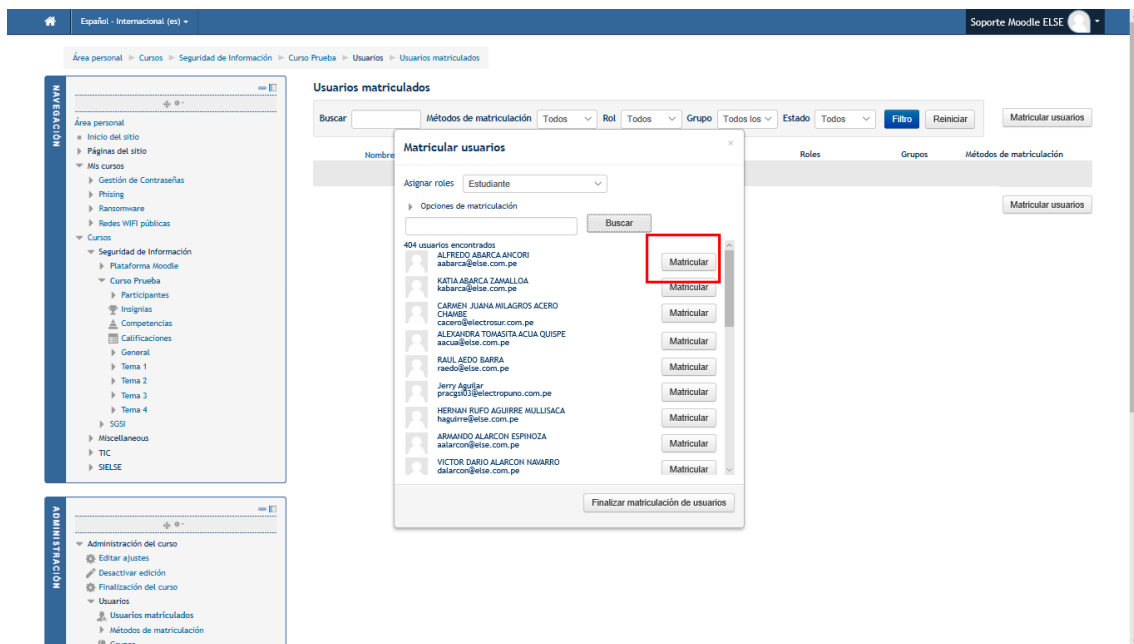 Español - Internacional (es)
Soporte Moodle ELSE
Área personal Cursos Seguridad de Información Curso Prueba Usuarios Usuarios matriculados
NAVEGACIÓN
Área personal
Inicio del sitio
Páginas del sitio
Mis cursos
Gestión de Contraseñas
Phising
Ransomware
Redes WIFI públicas
Cursos
Seguridad de Información
Plataforma Moodle
Curso Prueba
Participantes
Insignias
Competencias
Calificaciones
General
Tema 1
Tema 2
Tema 3
Tema 4
SGSI
Miscellaneous
TIC
SIELSE
ADMINISTRACIÓN
Administración del curso
Editar ajustes
Desactivar edición
Finalización del curso
Usuarios
Usuarios matriculados
Métodos de matriculación
Grupos
Usuarios matriculados
Buscar Métodos de matriculación Todos Rol Todos Grupo Todos los Estado Todos Filtro Reiniciar Matricular usuarios
Nombre Roles Grupos Métodos de matriculación
Matricular usuarios
Matricular usuarios ×
Asignar roles Estudiante
Opciones de matriculación
Buscar
404 usuarios encontrados
ALFREDO ABARCA ANCORI
aabarca@else.com.pe
Matricular
KATIA ABARCA ZAMALLOA
kabarca@else.com.pe
Matricular
CARMEN JUANA MILAGROS ACERO
CHAMBE
cacero@electrosur.com.pe
Matricular
ALEXANDRA TOMASITA ACUA QUISPE
aacua@else.com.pe
Matricular
RAUL AEDO BARRA
raedo@else.com.pe
Matricular
Jerry Aguilar
pracgsi03@electropuno.com.pe
Matricular
HERNAN RUFO AGUIRRE MULLISACA
haguirre@else.com.pe
Matricular
ARMANDO ALARCON ESPINOZA
aalarcon@else.com.pe
Matricular
VICTOR DARIO ALARCON NAVARRO
dalarcon@else.com.pe
Matricular
Finalizar matriculación de usuarios